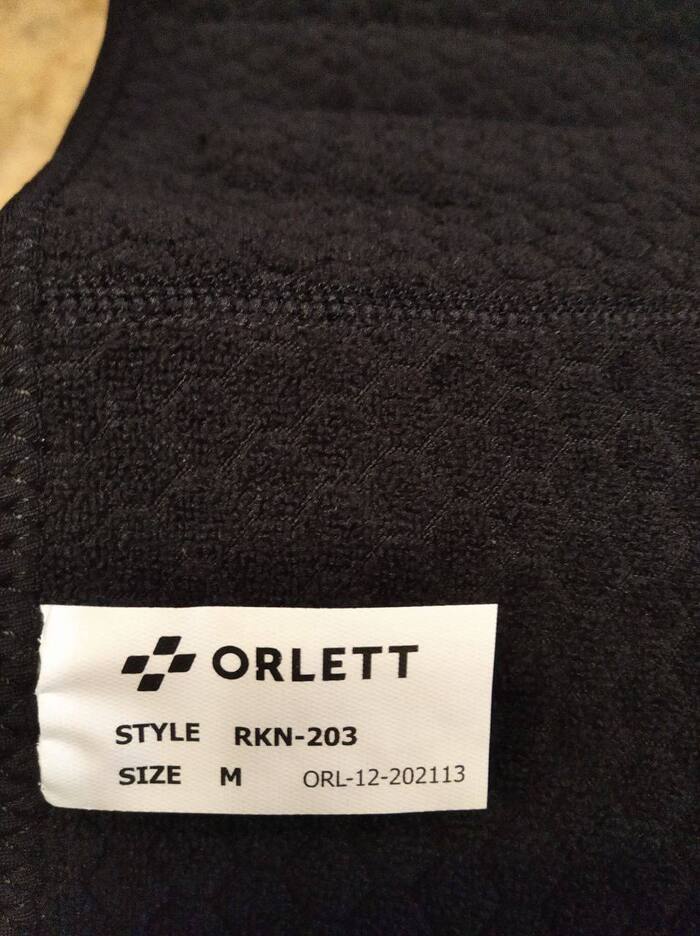 ORLETT
STYLE RKN-203
SIZE M ORL-12-202113